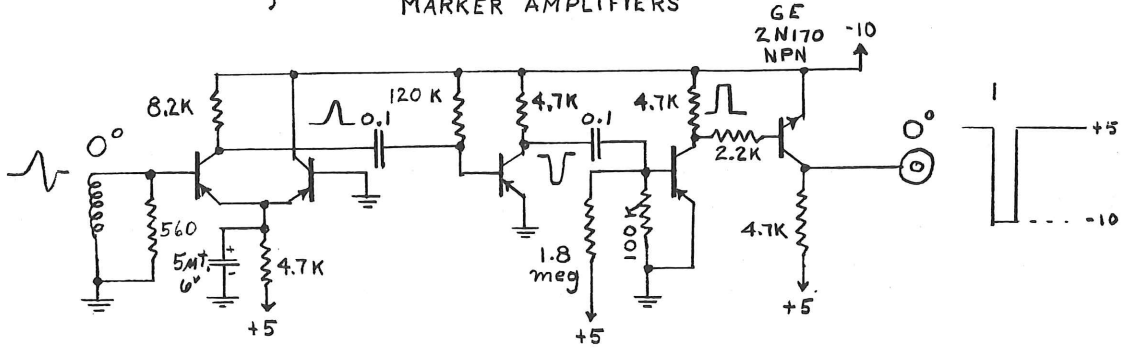 MARKER AMPLIFIERS
GE
2N170
NPN
-10
8.2K
120 K
0.1
4.7K
0.1
4.7K
2.2K
0°
0°
1
+5
-10
560
5µf.
6v
4.7K
+5
1.8
meg
100 K
+5
4.7K
+5
+
-